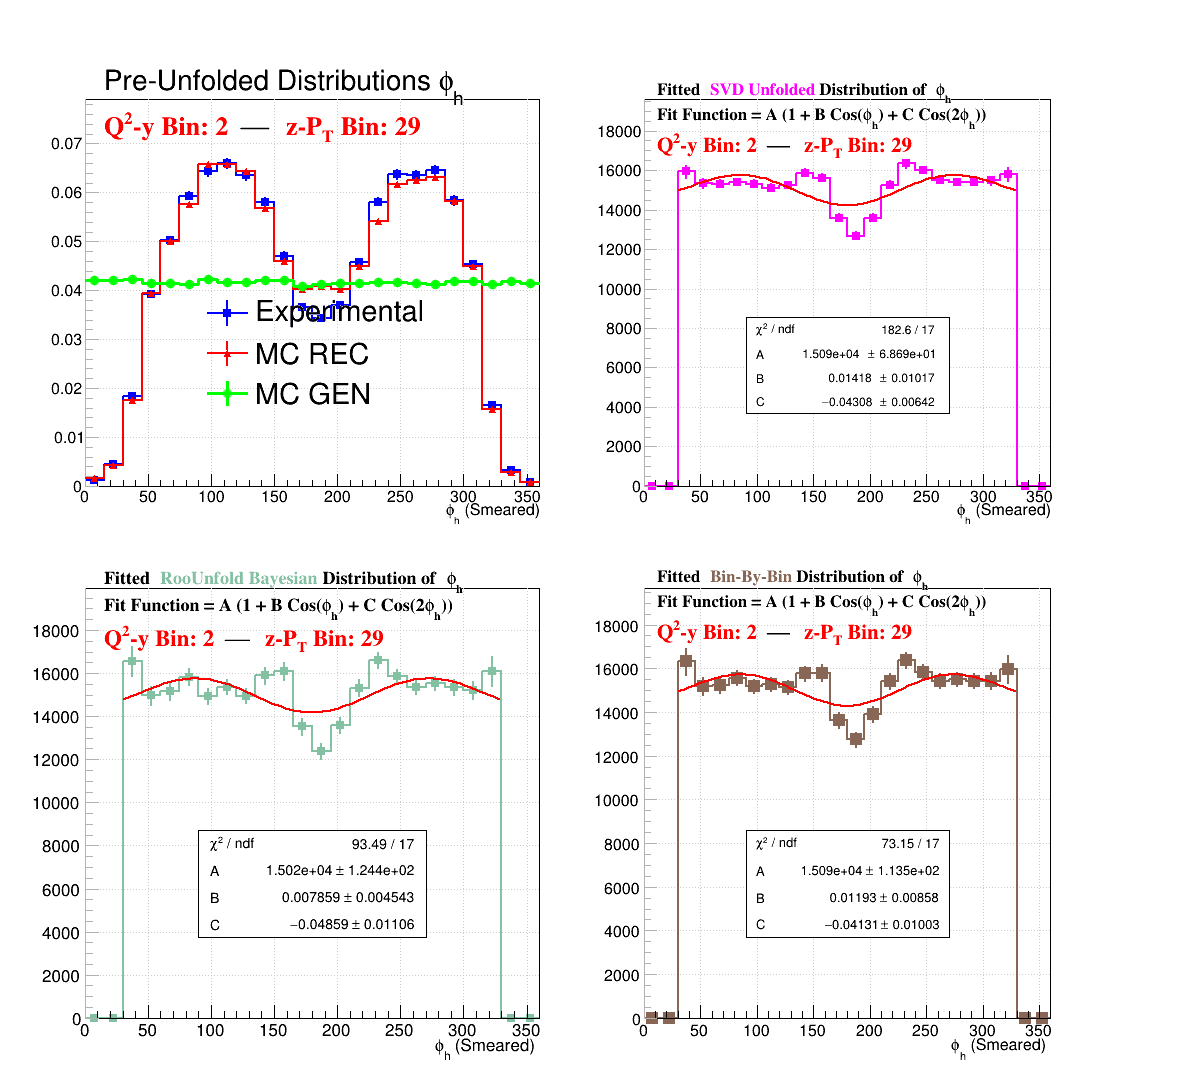 Pre-Unfolded Distributions ϕh
Q2-y Bin: 2 — z-PT Bin: 29
0.07
0.06
0.05
0.04
0.03
0.02
0.01
0
Experimental
MC REC
MC GEN
0 50 100 150 200 250 300 350
ϕh (Smeared)
Fitted SVD Unfolded Distribution of ϕh
Fit Function = A (1 + B Cos(ϕh) + C Cos(2ϕh))
Q2-y Bin: 2 — z-PT Bin: 29
18000
16000
14000
12000
10000
8000
6000
4000
2000
0
χ2 / ndf 182.6 / 17
A 1.509e+04 ± 6.869e+01
B 0.01418 ± 0.01017
C −0.04308 ± 0.00642
0 50 100 150 200 250 300 350
ϕh (Smeared)
Fitted RooUnfold Bayesian Distribution of ϕh
Fit Function = A (1 + B Cos(ϕh) + C Cos(2ϕh))
Q2-y Bin: 2 — z-PT Bin: 29
18000
16000
14000
12000
10000
8000
6000
4000
2000
0
χ2 / ndf 93.49 / 17
A 1.502e+04 ± 1.244e+02
B 0.007859 ± 0.004543
C −0.04859 ± 0.01106
0 50 100 150 200 250 300
ϕh (Smeared)
Fitted Bin-By-Bin Distribution of ϕh
Fit Function = A (1 + B Cos(ϕh) + C Cos(2ϕh))
Q2-y Bin: 2 — z-PT Bin: 29
18000
16000
14000
12000
10000
8000
6000
4000
2000
0
χ2 / ndf 73.15 / 17
A 1.509e+04 ± 1.135e+02
B 0.01193 ± 0.00858
C −0.04131 ± 0.01003
0 50 100 150 200 250 300 350
ϕh (Smeared)